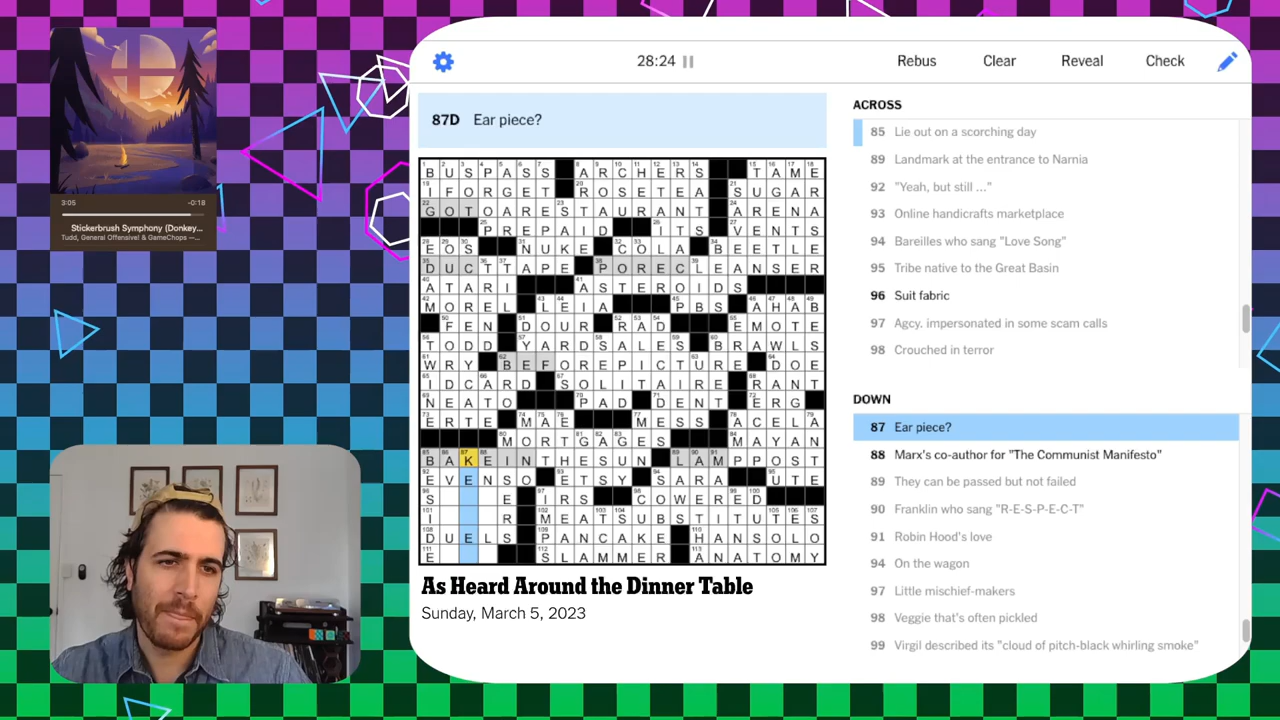 28:24
Rebus
Clear
Reveal
Check
87D Ear piece?
ACROSS
85 Lie out on a scorching day
89 Landmark at the entrance to Narnia
92 "Yeah, but still ..."
93 Online handicrafts marketplace
94 Bareilles who sang "Love Song"
95 Tribe native to the Great Basin
96 Suit fabric
97 Agcy. impersonated in some scam calls
98 Crouched in terror
DOWN
87 Ear piece?
88 Marx's co-author for "The Communist Manifesto"
89 They can be passed but not failed
90 Franklin who sang "R-E-S-P-E-C-T"
91 Robin Hood's love
94 On the wagon
97 Little mischief-makers
98 Veggie that's often pickled
99 Virgil described its "cloud of pitch-black whirling smoke"
BUSPASS ARCHERS TAME
IFORGET ROSETEA SUGAR
GOTOARESTAURANT ARENA
PREPAID ITS VENTS
EOS NUKE COLA BEETLE
DUCTTAPE PORECLEANSER
ATARI ASTEROIDS
MOREL LEIA PBS AHAB
FEN DOUR RAD EMOTE
TODD YARDSALES BRAWLS
WRY BEFOREPICTURE DOE
IDCARD SOLITAIRE RANT
NEATO PAD DENT ERG
ERTE MAE MESS ACELA
MORTGAGES MAYAN
BAKEINTHESUN LAMPPOST
EVENSO ETSY SARA UTE
S E IRS COWERED
I R MEATSUBSTITUTES
DUELS PANCAKE HANSOLO
E SLAMMER ANATOMY
As Heard Around the Dinner Table
Sunday, March 5, 2023
3:05
-0:18
Stickerbrush Symphony (Donkey...
Tudd, General Offensive! & GameChops —...